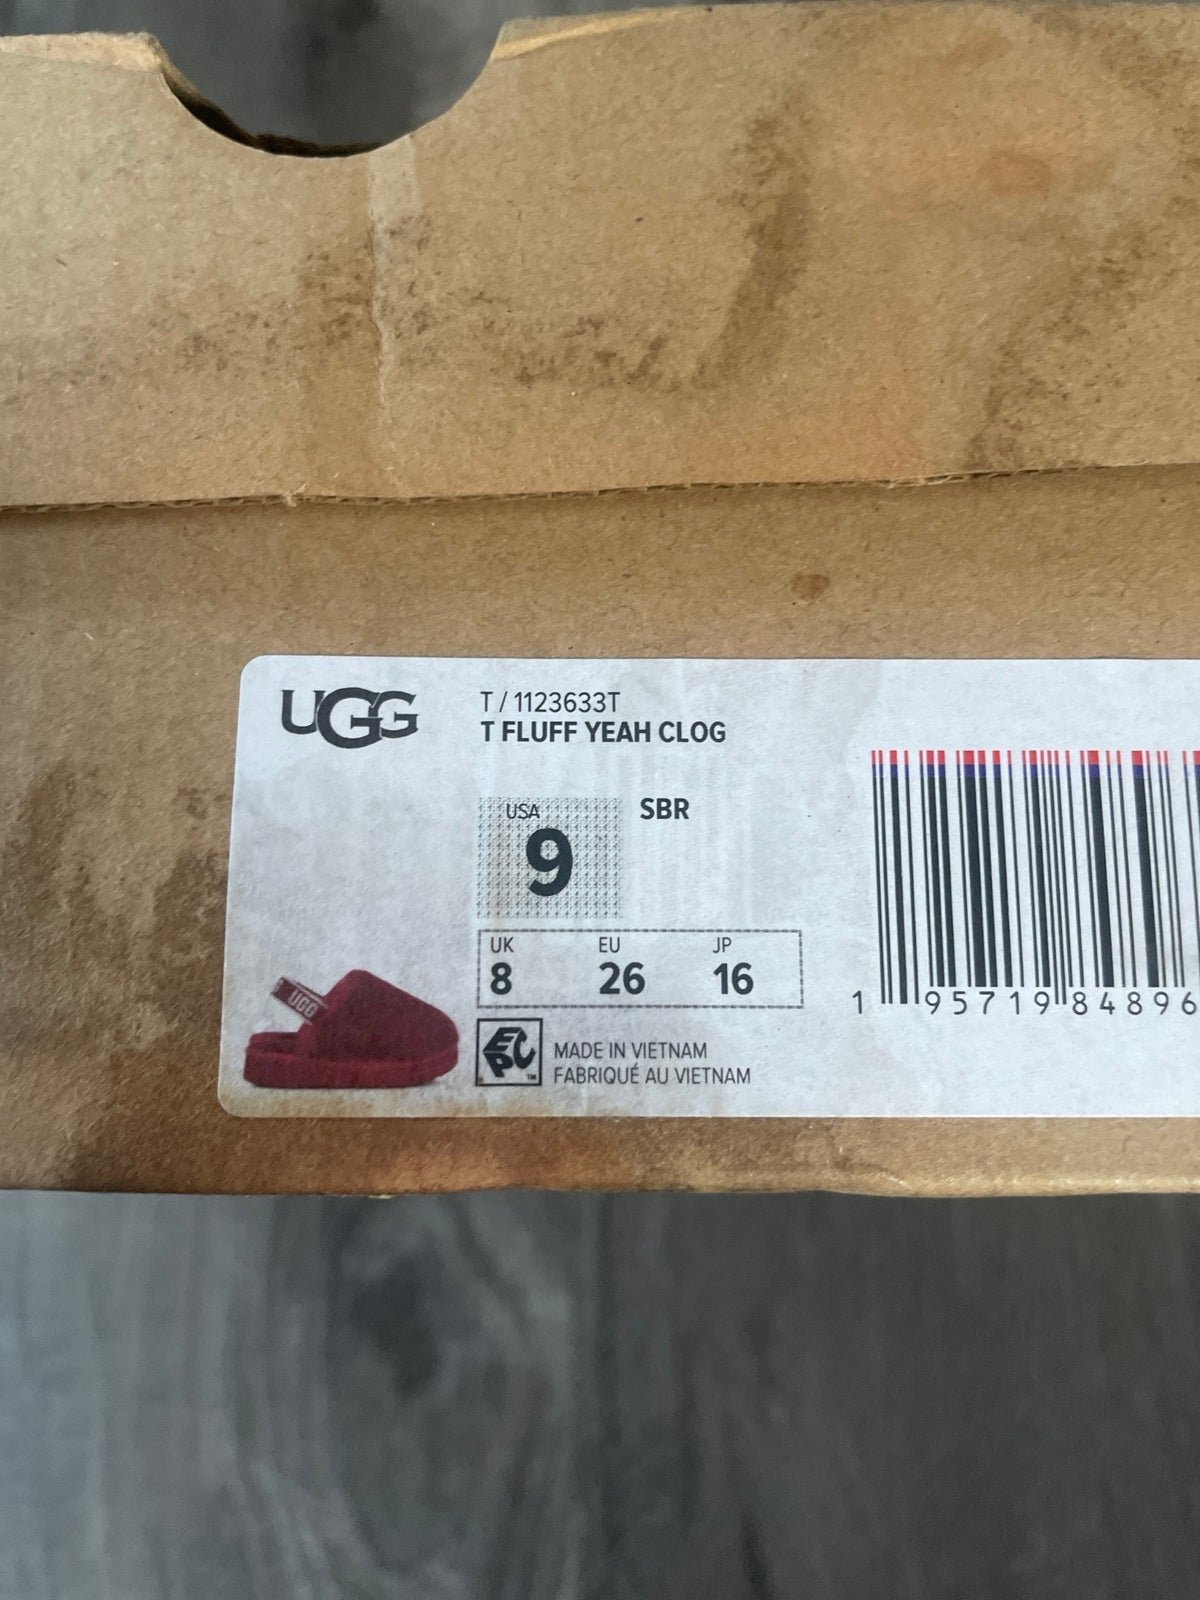 UGG
T / 1123633T
T FLUFF YEAH CLOG
USA
9
SBR
UK EU JP
8 26 16
UGG
EPC
™
MADE IN VIETNAM
FABRIQUÉ AU VIETNAM
1 95719 84896